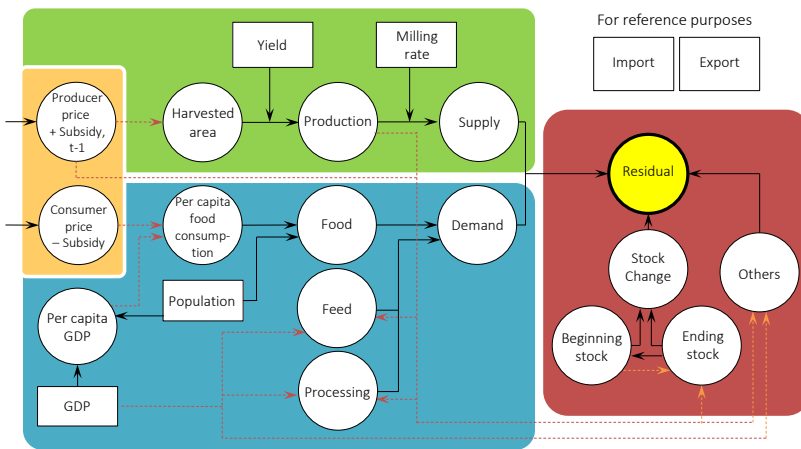 For reference purposes
Yield
Milling
rate
Import
Export
Producer
price
+ Subsidy,
t-1
Harvested
area
Production
Supply
Residual
Consumer
price
– Subsidy
Per capita
food
consump-
tion
Food
Demand
Stock
Change
Others
Population
Per capita
GDP
Feed
Beginning
stock
Ending
stock
Processing
GDP